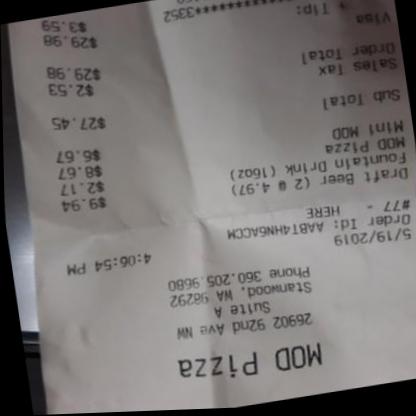 MOD Pizza
26902 92nd Ave NW
Suite A
Stanwood, WA 98292
Phone 360.205.9680
5/19/2019 4:06:54 PM
Order Id: AABT4HN6ACCM
#77 - HERE
Draft Beer (2 @ 4.97) $9.94
Fountain Drink (16oz) $2.17
MOD Pizza $8.67
Mini MOD $6.67
Sub Total $27.45
Sales Tax $2.53
Order Total $29.98
Visa $29.98
+ Tip: $3.59
3352